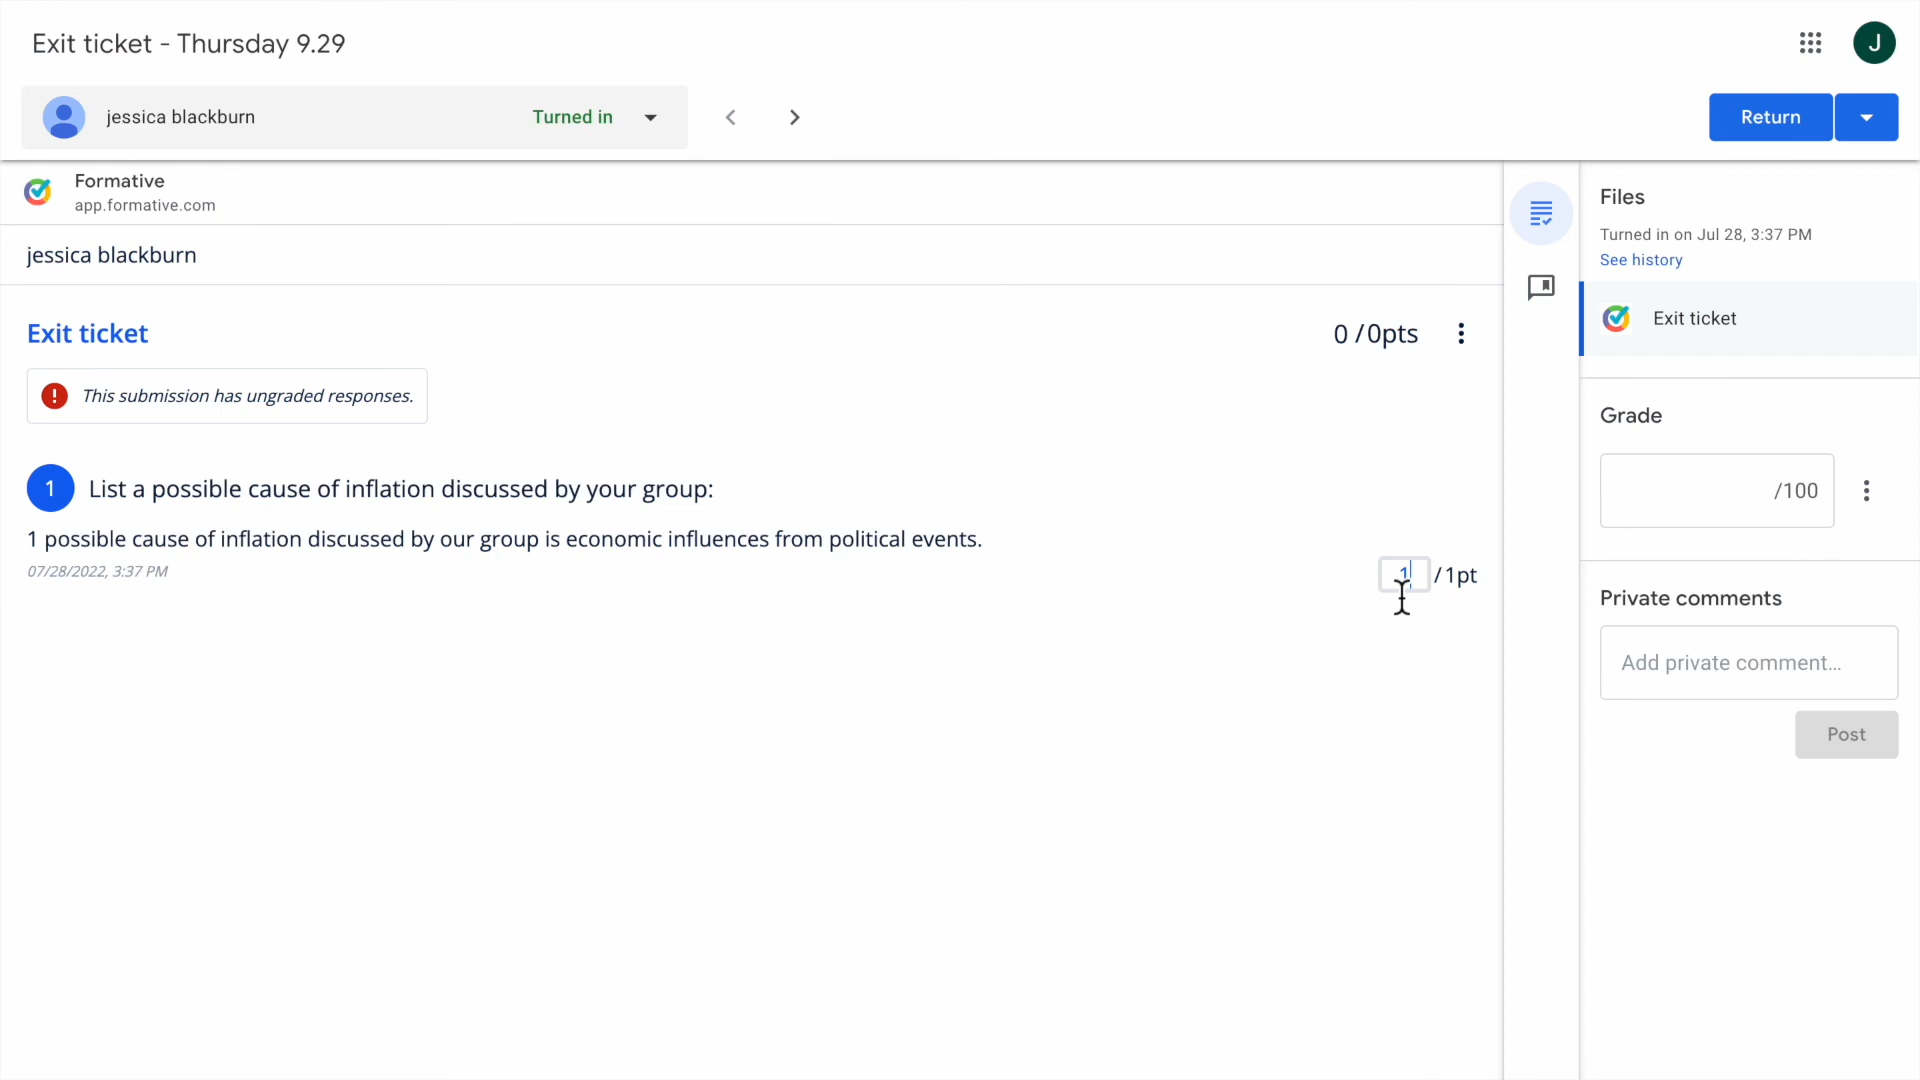 Exit ticket - Thursday 9.29
J
jessica blackburn
Turned in
Return
Formative
app.formative.com
jessica blackburn
Exit ticket
0 / 0pts
This submission has ungraded responses.
1 List a possible cause of inflation discussed by your group:
1 possible cause of inflation discussed by our group is economic influences from political events.
07/28/2022, 3:37 PM
1 / 1pt
Files
Turned in on Jul 28, 3:37 PM
See history
Exit ticket
Grade
/100
Private comments
Add private comment...
Post